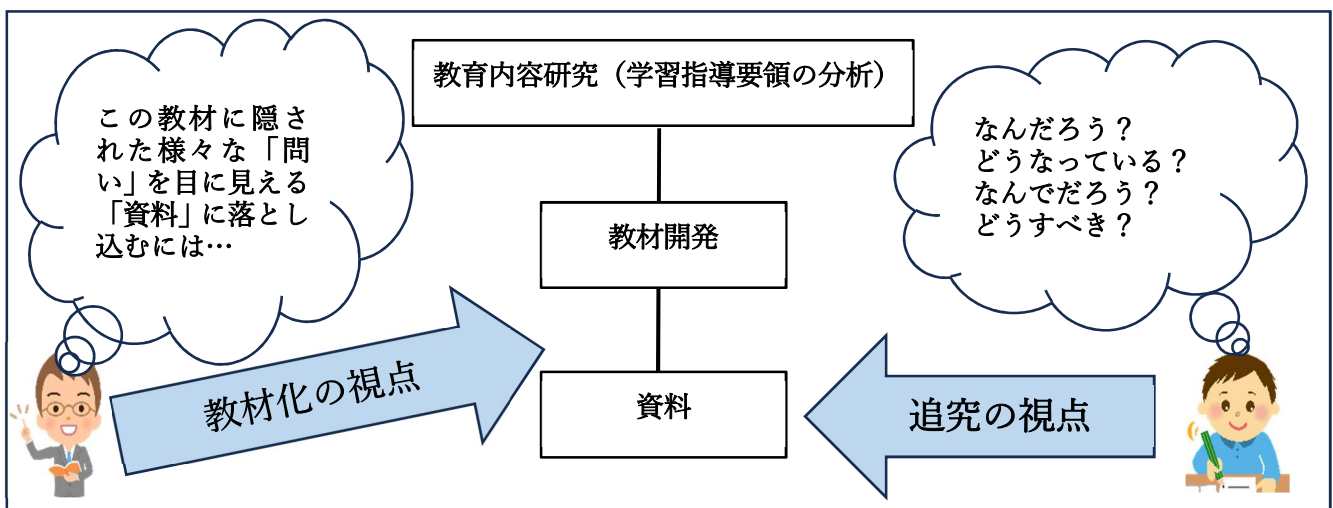 教育内容研究（学習指導要領の分析）
この教材に隠さ
れた様々な「問
い」を目に見える
「資料」に落とし
込むには…
なんだろう？
どうなっている？
なんでだろう？
どうすべき？
教材開発
教材化の視点
資料
追究の視点